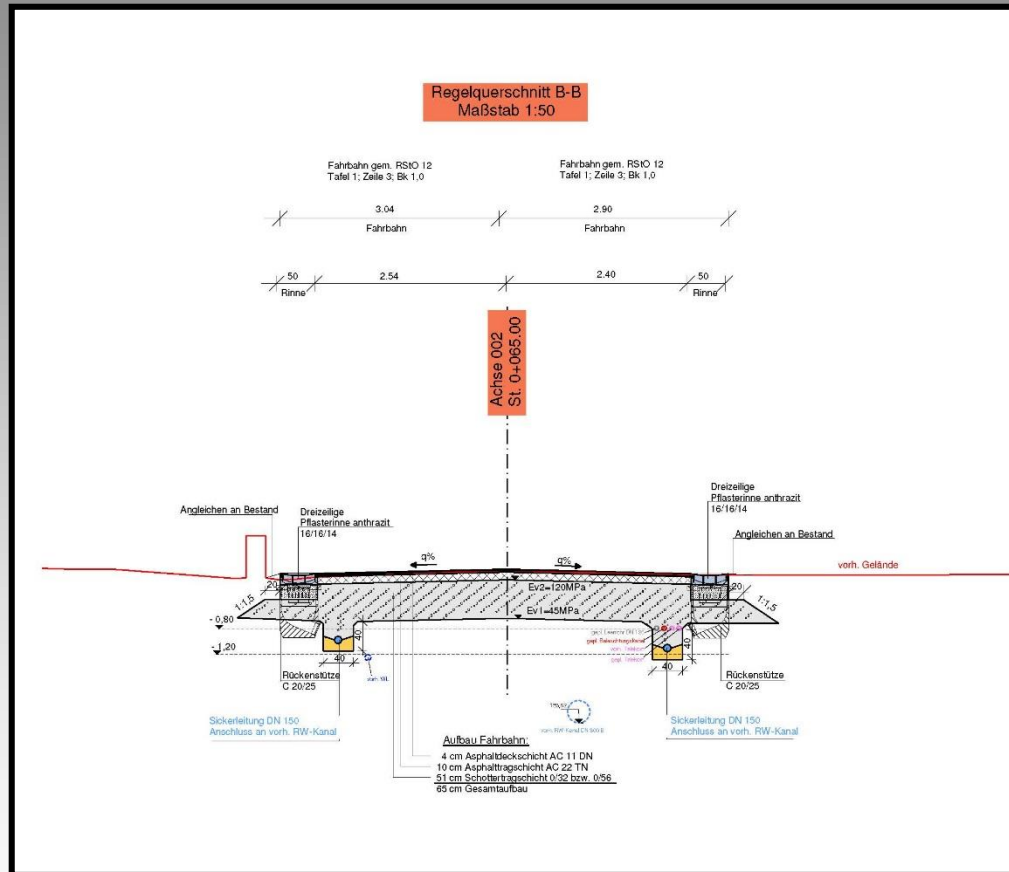 Regelquerschnitt B-B
Maßstab 1:50
Fahrbahn gem. RStO 12
Tafel 1; Zeile 3; Bk 1,0
Fahrbahn gem. RStO 12
Tafel 1; Zeile 3; Bk 1,0
3.04
2.90
Fahrbahn
Fahrbahn
50
2.54
2.40
50
Rinne
Rinne
Achse 002
St. 0+065.00
Angleichen an Bestand
Dreizeilige
Pflasterinne anthrazit
16/16/14
Dreizeilige
Pflasterinne anthrazit
16/16/14
Angleichen an Bestand
q%
q%
vorh. Gelände
20
20
Ev2=120MPa
1:1,5
1:1,5
Ev1=45MPa
- 0,80
- 1,20
40
40
40
40
gepl. Beleuchtungskabel
Rückenstütze
C 20/25
Rückenstütze
C 20/25
Sickerleitung DN 150
Anschluss an vorh. RW-Kanal
Sickerleitung DN 150
Anschluss an vorh. RW-Kanal
vorh. RW-Kanal DN
Aufbau Fahrbahn:
4 cm Asphaltdeckschicht AC 11 DN
10 cm Asphalttragschicht AC 22 TN
51 cm Schottertragschicht 0/32 bzw. 0/56
65 cm Gesamtaufbau